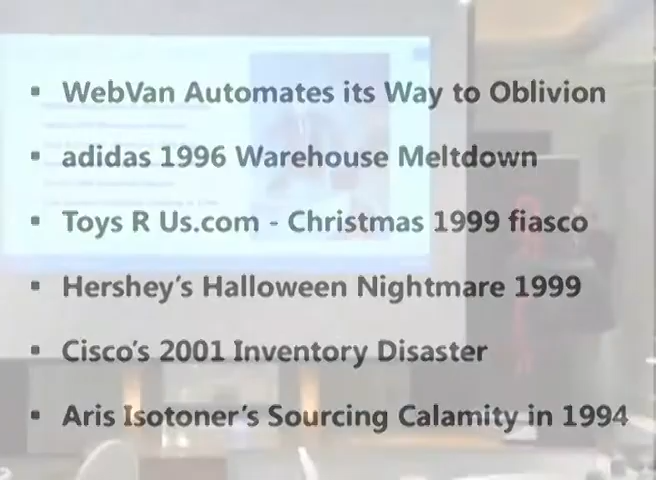 ▪ WebVan Automates its Way to Oblivion
▪ adidas 1996 Warehouse Meltdown
▪ Toys R Us.com - Christmas 1999 fiasco
▪ Hershey's Halloween Nightmare 1999
▪ Cisco's 2001 Inventory Disaster
▪ Aris Isotoner's Sourcing Calamity in 1994